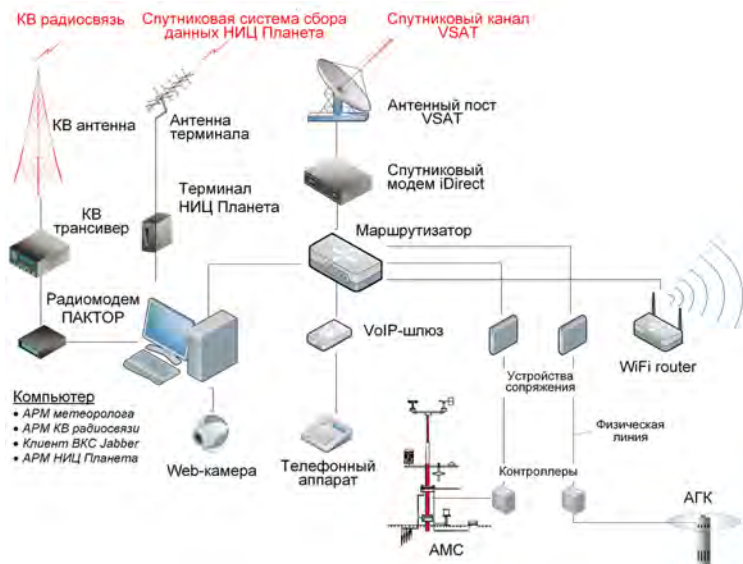 КВ радиосвязь
Спутниковая система сбора
данных НИЦ Планета
Спутниковый канал
VSAT
КВ антенна
Антенна
терминала
Антенный пост
VSAT
Спутниковый
модем iDirect
Терминал
НИЦ Планета
КВ
трансивер
Маршрутизатор
Радиомодем
ПАКТОР
VoIP-шлюз
WiFi router
Устройства
сопряжения
Компьютер
• АРМ метеоролога
• АРМ КВ радиосвязи
• Клиент ВКС Jabber
• АРМ НИЦ Планета
Web-камера
Телефонный
аппарат
Физическая
линия
Контроллеры
АМС
АГК